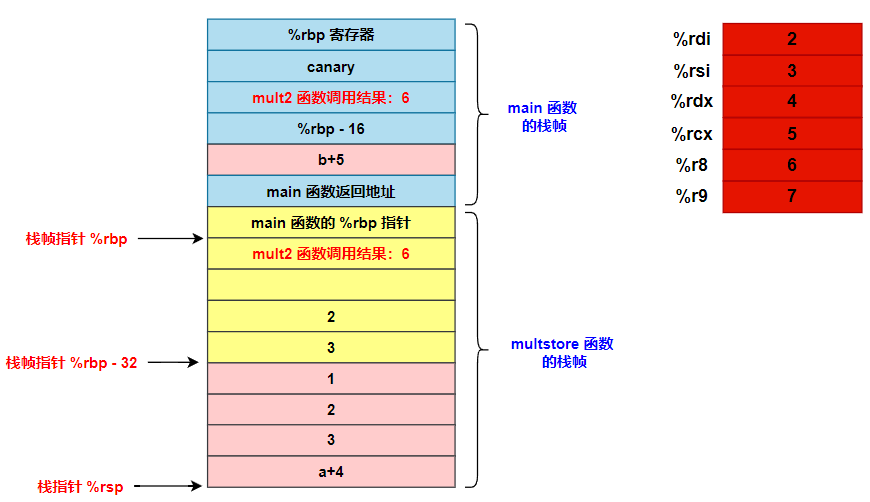 %rbp 寄存器
canary
mult2 函数调用结果：6
%rbp - 16
b+5
main 函数返回地址
main 函数的 %rbp 指针
mult2 函数调用结果：6
2
3
1
2
3
a+4
栈帧指针 %rbp
栈帧指针 %rbp - 32
栈指针 %rsp
main 函数
的栈帧
multstore 函数
的栈帧
%rdi 2
%rsi 3
%rdx 4
%rcx 5
%r8 6
%r9 7